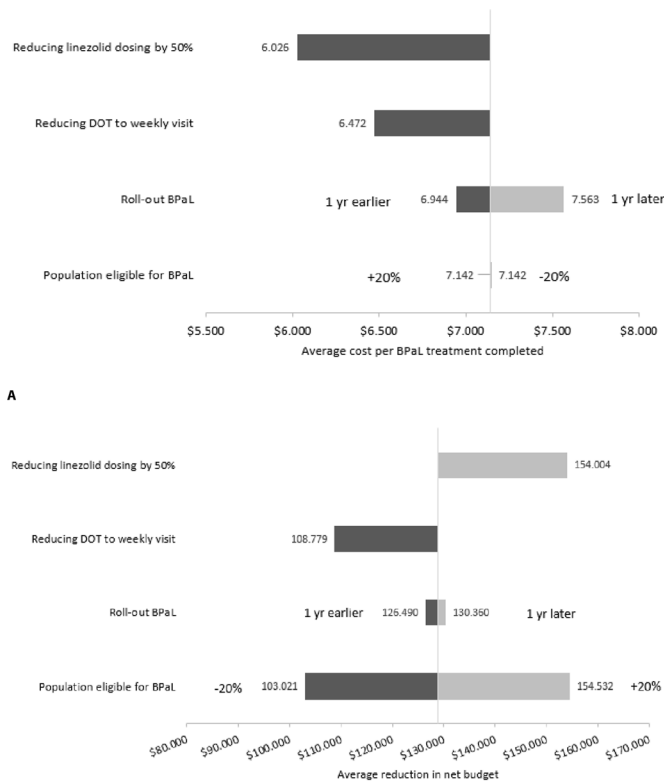 Reducing linezolid dosing by 50%
6.026
Reducing DOT to weekly visit
6.472
Roll-out BPaL
1 yr earlier
6.944
7.563
1 yr later
Population eligible for BPaL
+20%
7.142
7.142
-20%
$5.500
$6.000
$6.500
$7.000
$7.500
$8.000
Average cost per BPaL treatment completed
A
Reducing linezolid dosing by 50%
154.004
Reducing DOT to weekly visit
108.779
Roll-out BPaL
1 yr earlier
126.490
130.360
1 yr later
Population eligible for BPaL
-20%
103.021
154.532
+20%
$80.000
$90.000
$100.000
$110.000
$120.000
$130.000
$140.000
$150.000
$160.000
$170.000
Average reduction in net budget